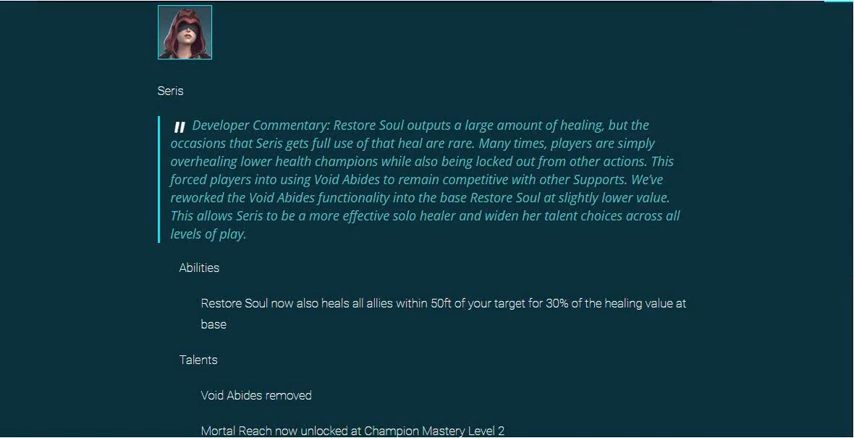 Seris
" Developer Commentary: Restore Soul outputs a large amount of healing, but the
occasions that Seris gets full use of that heal are rare. Many times, players are simply
overhealing lower health champions while also being locked out from other actions. This
forced players into using Void Abides to remain competitive with other Supports. We've
reworked the Void Abides functionality into the base Restore Soul at slightly lower value.
This allows Seris to be a more effective solo healer and widen her talent choices across all
levels of play.
Abilities
Restore Soul now also heals all allies within 50ft of your target for 30% of the healing value at
base
Talents
Void Abides removed
Mortal Reach now unlocked at Champion Mastery Level 2